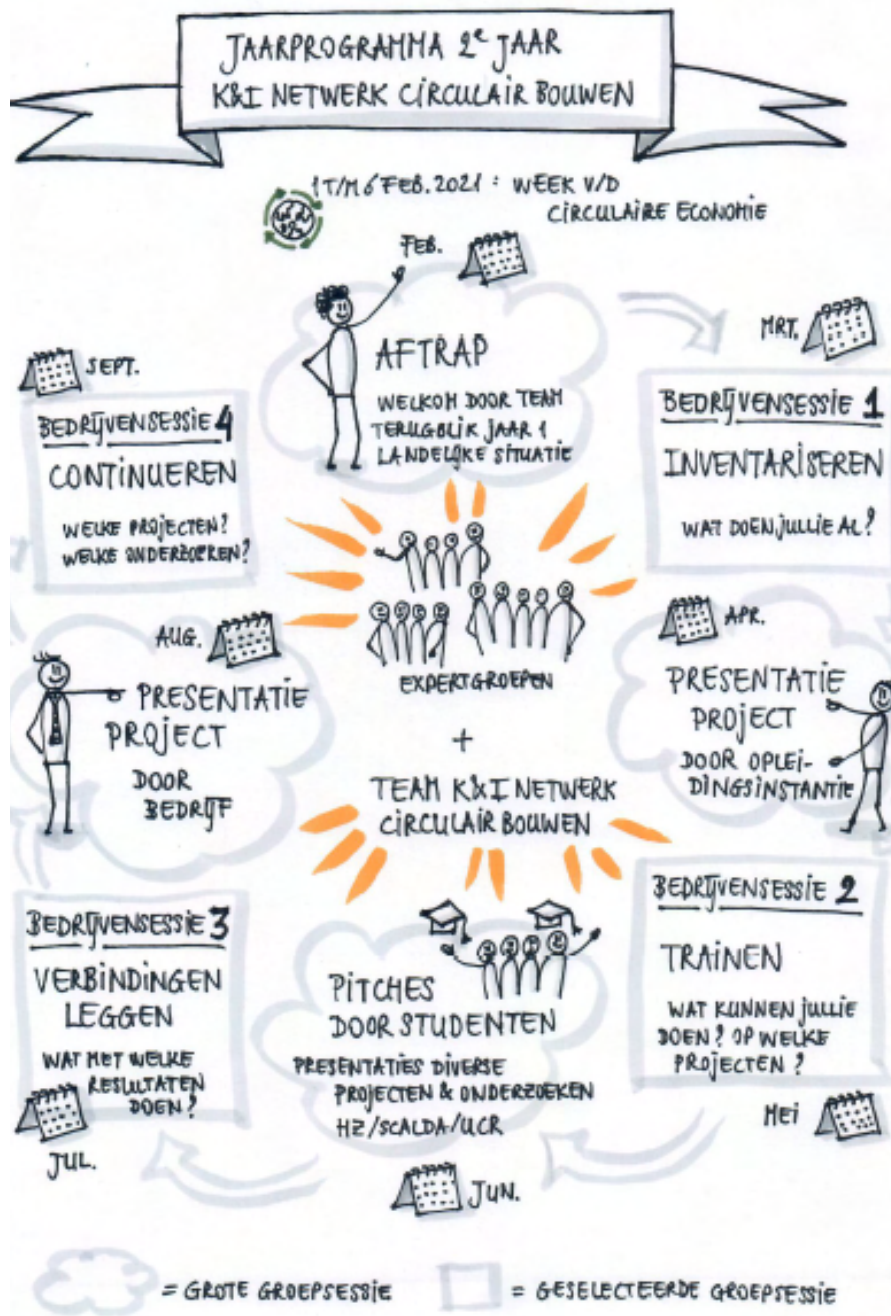 JAARPROGRAMMA 2e JAAR
K&I NETWERK CIRCULAIR BOUWEN
1 T/M 6 FEB. 2021 : WEEK V/D
CIRCULAIRE ECONOMIE
FEB.
AFTRAP
WELKOM DOOR TEAM
TERUGBLIK JAAR 1
LANDELIJKE SITUATIE
MRT.
BEDRIJVENSESSIE 1
INVENTARISEREN
WAT DOEN JULLIE AL?
APR.
PRESENTATIE
PROJECT
DOOR OPLEI-
DINGSINSTANTIE
BEDRIJVENSESSIE 2
TRAINEN
WAT KUNNEN JULLIE
DOEN? OP WELKE
PROJECTEN?
MEI
PITCHES
DOOR STUDENTEN
PRESENTATIES DIVERSE
PROJECTEN & ONDERZOEKEN
HZ/SCALDA/UCR
JUN.
BEDRIJVENSESSIE 3
VERBINDINGEN
LEGGEN
WAT MET WELKE
RESULTATEN
DOEN?
JUL.
AUG.
PRESENTATIE
PROJECT
DOOR
BEDRIJF
SEPT.
BEDRIJVENSESSIE 4
CONTINUEREN
WELKE PROJECTEN?
WELKE ONDERZOEKEN?
EXPERTGROEPEN
+
TEAM K&I NETWERK
CIRCULAIR BOUWEN
= GROTE GROEPSESSIE
= GESELECTEERDE GROEPSESSIE